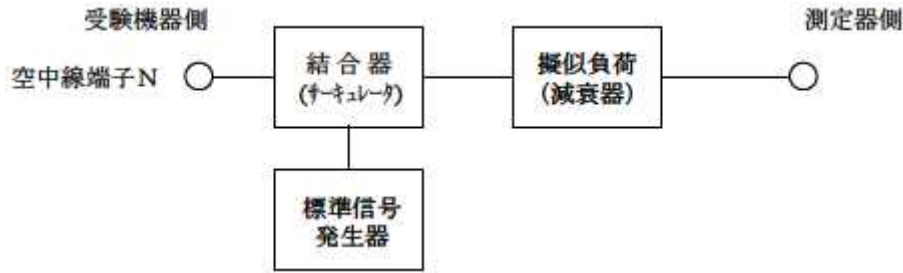 受験機器側
測定器側
空中線端子N
結合器
(ｻｰｷｭﾚｰﾀ)
擬似負荷
(減衰器)
標準信号
発生器